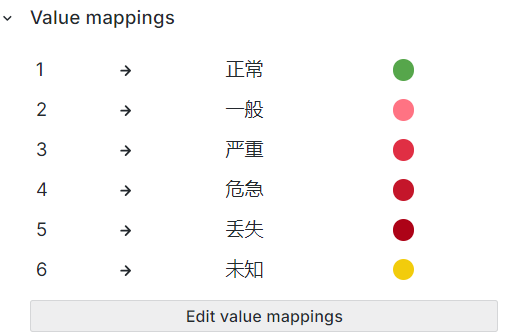 Value mappings
1 → 正常
2 → 一般
3 → 严重
4 → 危急
5 → 丢失
6 → 未知
Edit value mappings